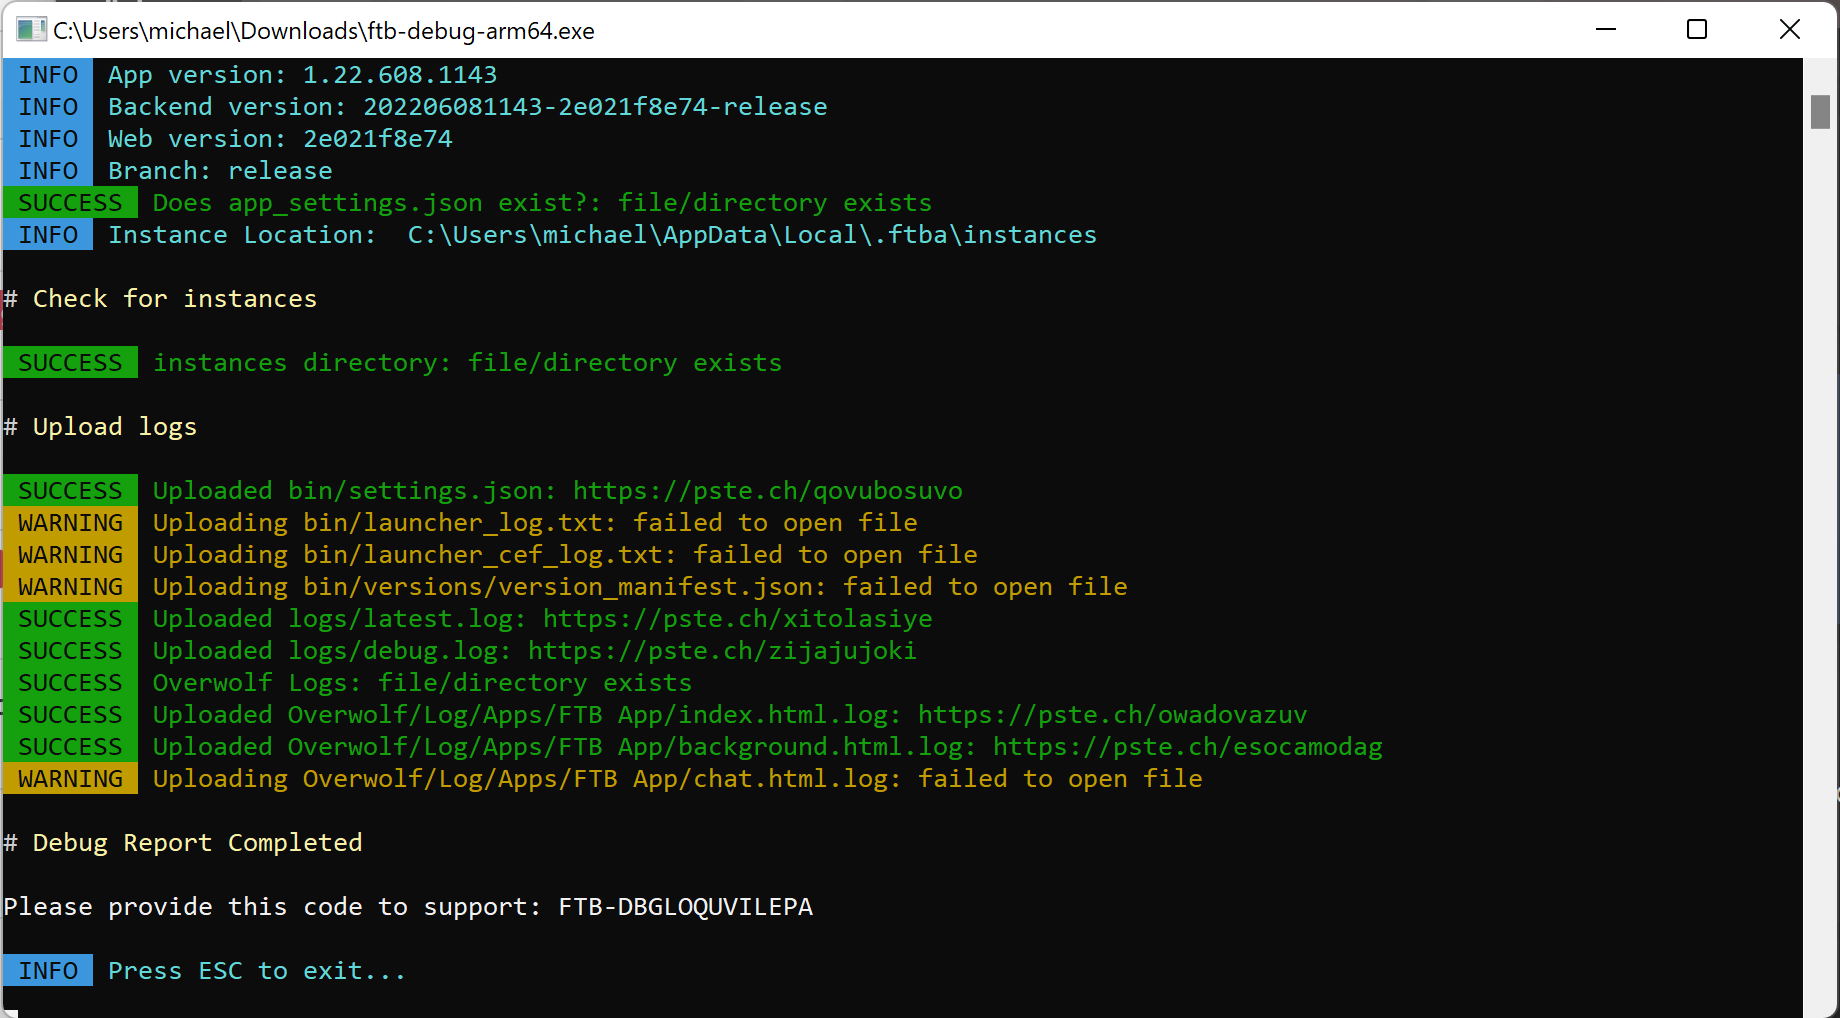 C:\Users\michael\Downloads\ftb-debug-arm64.exe
INFO App version: 1.22.608.1143
INFO Backend version: 202206081143-2e021f8e74-release
INFO Web version: 2e021f8e74
INFO Branch: release
SUCCESS Does app_settings.json exist?: file/directory exists
INFO Instance Location:  C:\Users\michael\AppData\Local\.ftba\instances
# Check for instances
SUCCESS instances directory: file/directory exists
# Upload logs
SUCCESS Uploaded bin/settings.json: https://pste.ch/qovubosuvo
WARNING Uploading bin/launcher_log.txt: failed to open file
WARNING Uploading bin/launcher_cef_log.txt: failed to open file
WARNING Uploading bin/versions/version_manifest.json: failed to open file
SUCCESS Uploaded logs/latest.log: https://pste.ch/xitolasiye
SUCCESS Uploaded logs/debug.log: https://pste.ch/zijajujoki
SUCCESS Overwolf Logs: file/directory exists
SUCCESS Uploaded Overwolf/Log/Apps/FTB App/index.html.log: https://pste.ch/owadovazuv
SUCCESS Uploaded Overwolf/Log/Apps/FTB App/background.html.log: https://pste.ch/esocamodag
WARNING Uploading Overwolf/Log/Apps/FTB App/chat.html.log: failed to open file
# Debug Report Completed
Please provide this code to support: FTB-DBGLOQUVILEPA
INFO Press ESC to exit...